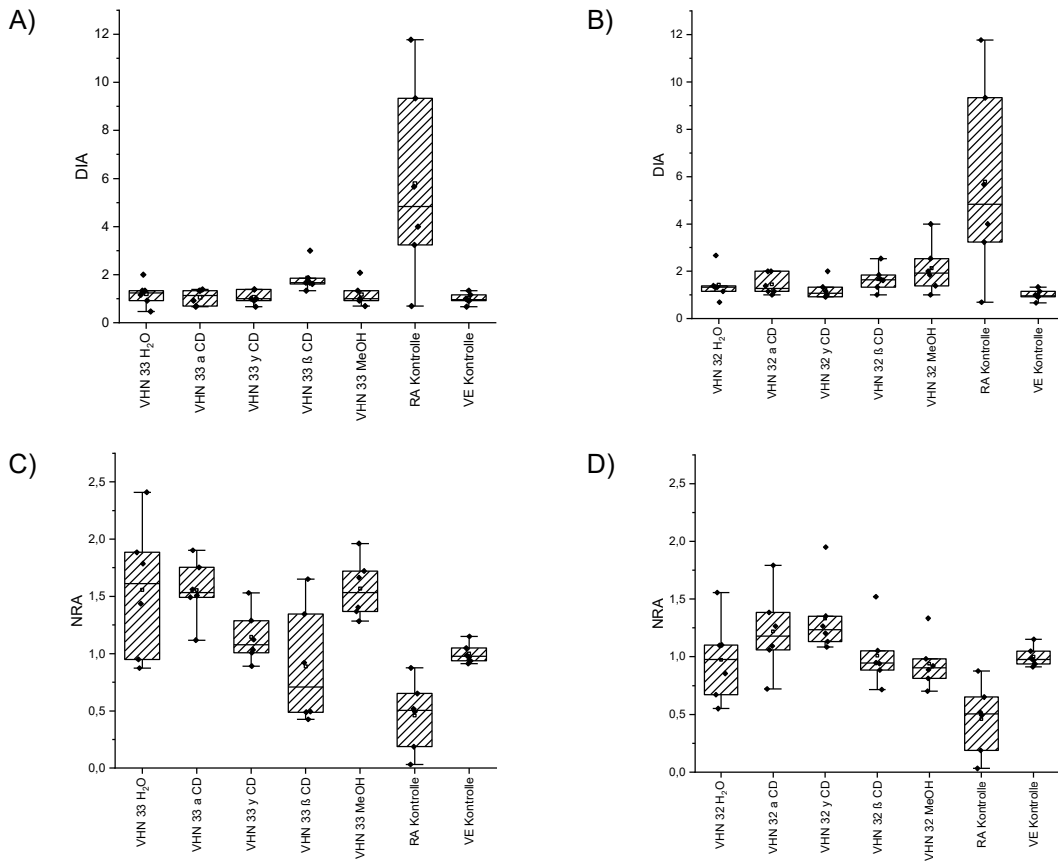 A)
DIA
12
10
8
6
4
2
0
VHN 33 H₂O
VHN 33 a CD
VHN 33 y CD
VHN 33 ß CD
VHN 33 MeOH
RA Kontrolle
VE Kontrolle
B)
DIA
12
10
8
6
4
2
0
VHN 32 H₂O
VHN 32 a CD
VHN 32 y CD
VHN 32 ß CD
VHN 32 MeOH
RA Kontrolle
VE Kontrolle
C)
NRA
2,5
2,0
1,5
1,0
0,5
0,0
VHN 33 H₂O
VHN 33 a CD
VHN 33 y CD
VHN 33 ß CD
VHN 33 MeOH
RA Kontrolle
VE Kontrolle
D)
NRA
2,5
2,0
1,5
1,0
0,5
0,0
VHN 32 H₂O
VHN 32 a CD
VHN 32 y CD
VHN 32 ß CD
VHN 32 MeOH
RA Kontrolle
VE Kontrolle